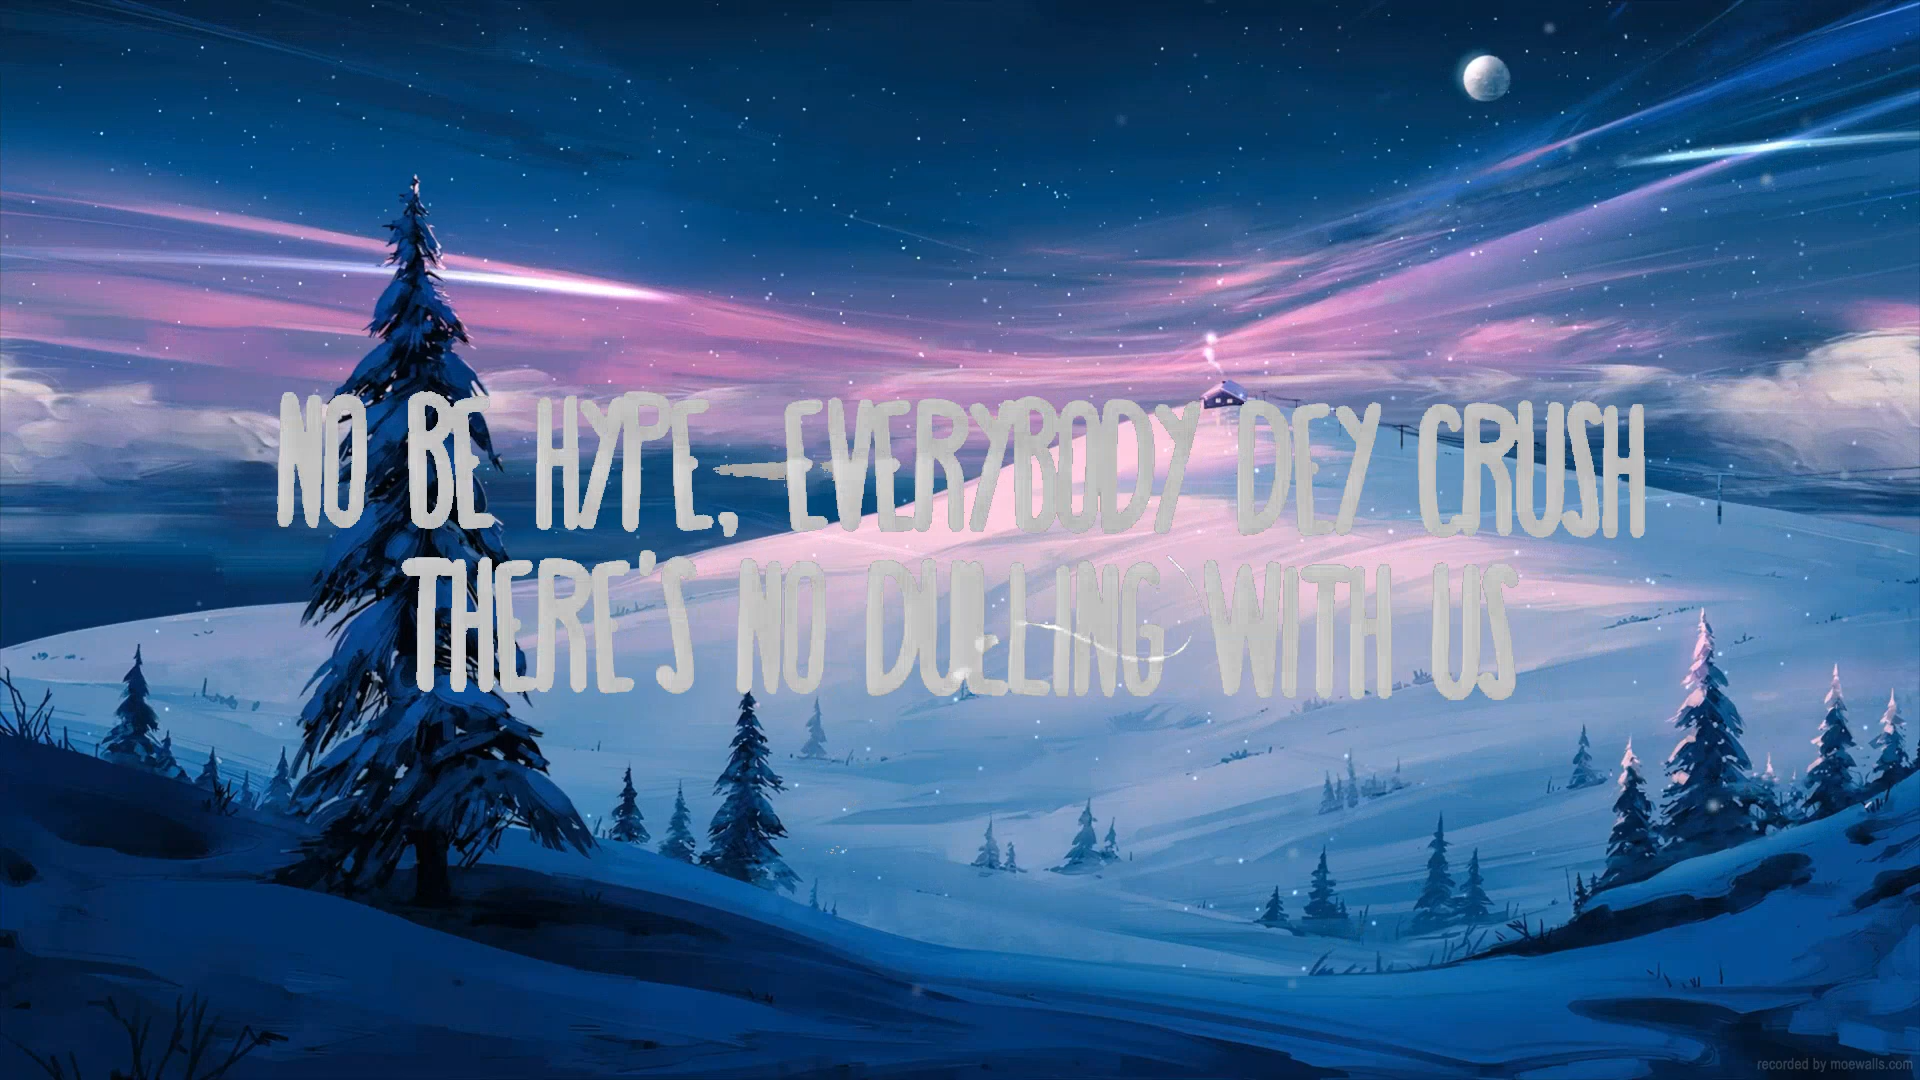 NO BE HYPE, EVERYBODY DEY CRUSH
THERE'S NO DULLING WITH US
recorded by moewalls.com